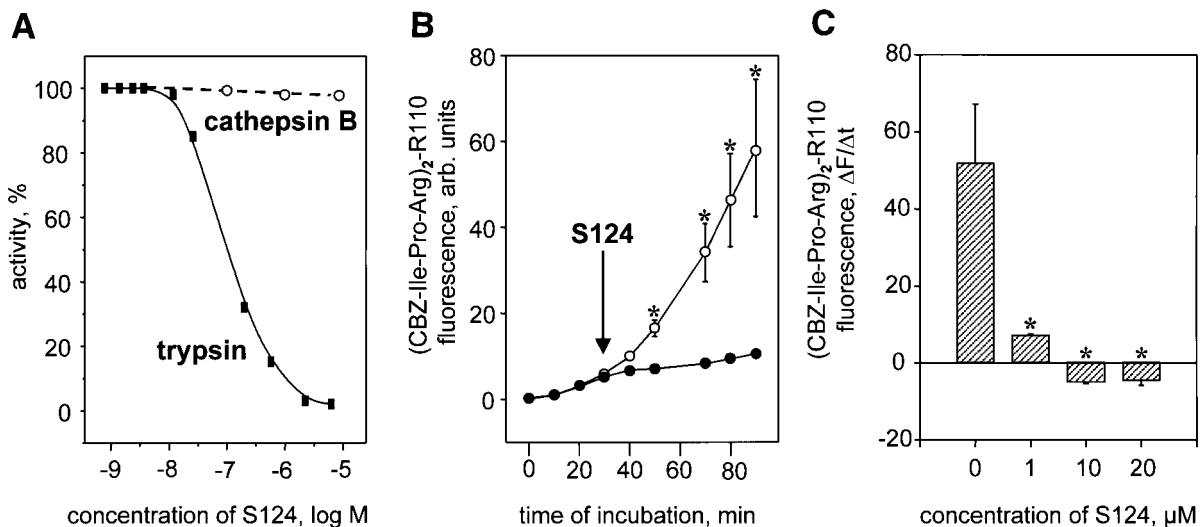 A
activity, %
100
80
60
40
20
0
cathepsin B
trypsin
-9 -8 -7 -6 -5
concentration of S124, log M
B
(CBZ-Ile-Pro-Arg)2-R110
fluorescence, arb. units
80
60
40
20
0
* * * * *
S124
0 20 40 60 80
time of incubation, min
C
(CBZ-Ile-Pro-Arg)2-R110
fluorescence, ΔF/Δt
80
60
40
20
0
-20
* * *
0 1 10 20
concentration of S124, μM